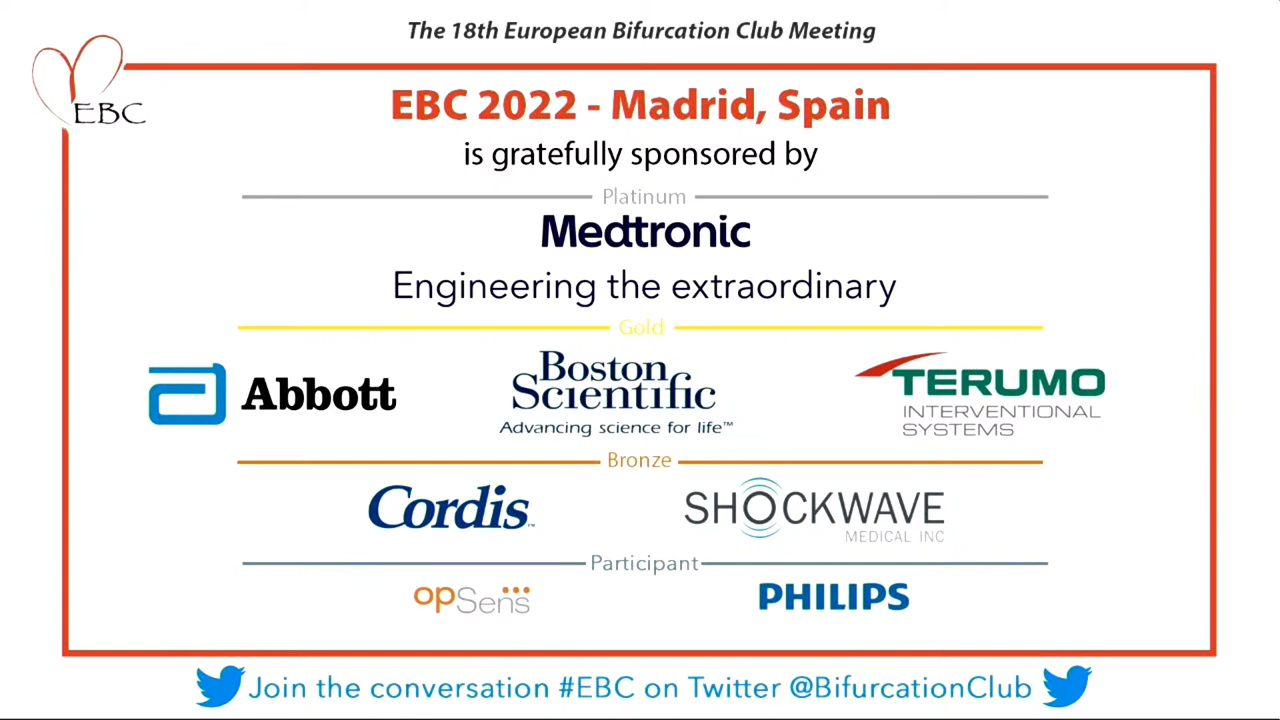 The 18th European Bifurcation Club Meeting
EBC
EBC 2022 - Madrid, Spain
is gratefully sponsored by
Platinum
Medtronic
Engineering the extraordinary
Gold
Abbott
Boston
Scientific
Advancing science for life™
TERUMO
INTERVENTIONAL
SYSTEMS
Bronze
Cordis™
SHOCKWAVE
MEDICAL INC
Participant
opSens
PHILIPS
Join the conversation #EBC on Twitter @BifurcationClub